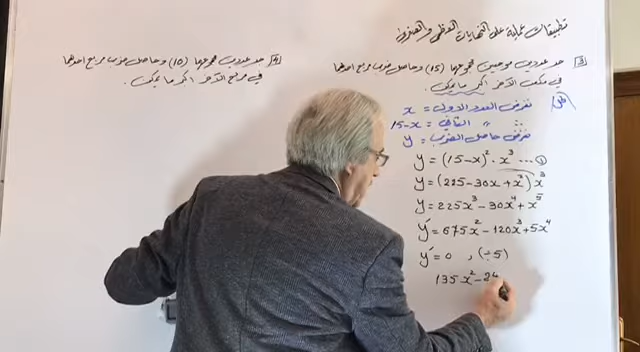 تطبيقات عملية على النهايات العظمى والصغرى
[3] جد عددين موجبين مجموعهما (15) وحاصل ضرب مربع احدهما
في مكعب الآخر اكبر ما يمكن.
الحل/ نفرض العدد الاول = x
" " الثاني = 15-x
نفرض حاصل الضرب = y
y = (15-x)². x³ ....①
y = (225-30x+x²)x³
y = 225x³-30x⁴+x⁵
y′ = 675x²-120x³+5x⁴
y′ = 0 , (÷5)
135x²-24
جد عددين مجموعهما (10) وحاصل ضرب مربع احدهما
في مربع الآخر اكبر ما يمكن.